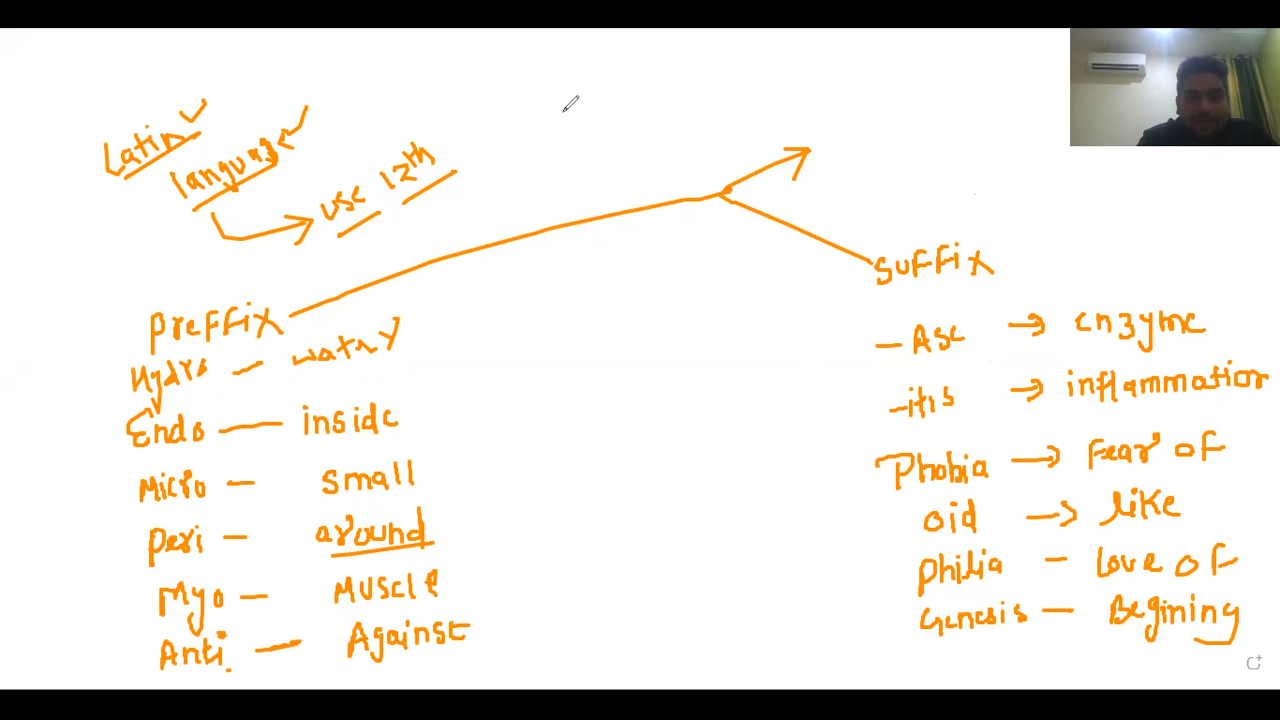 Latin
language
use 12th
Preffix
Hydro - watry
Endo - inside
Micro - small
Peri - around
Myo - Muscle
Anti - Against
suffix
- Ase → enzyme
-itis → inflammation
Phobia → Fear of
oid → like
philia - Love of
Genesis - Begining